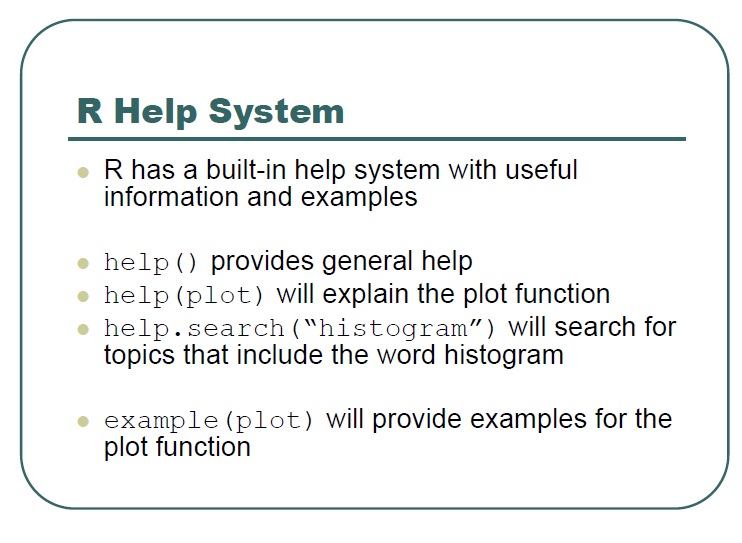 R Help System
R has a built-in help system with useful
information and examples
help() provides general help
help(plot) will explain the plot function
help.search(“histogram”) will search for
topics that include the word histogram
example(plot) will provide examples for the
plot function